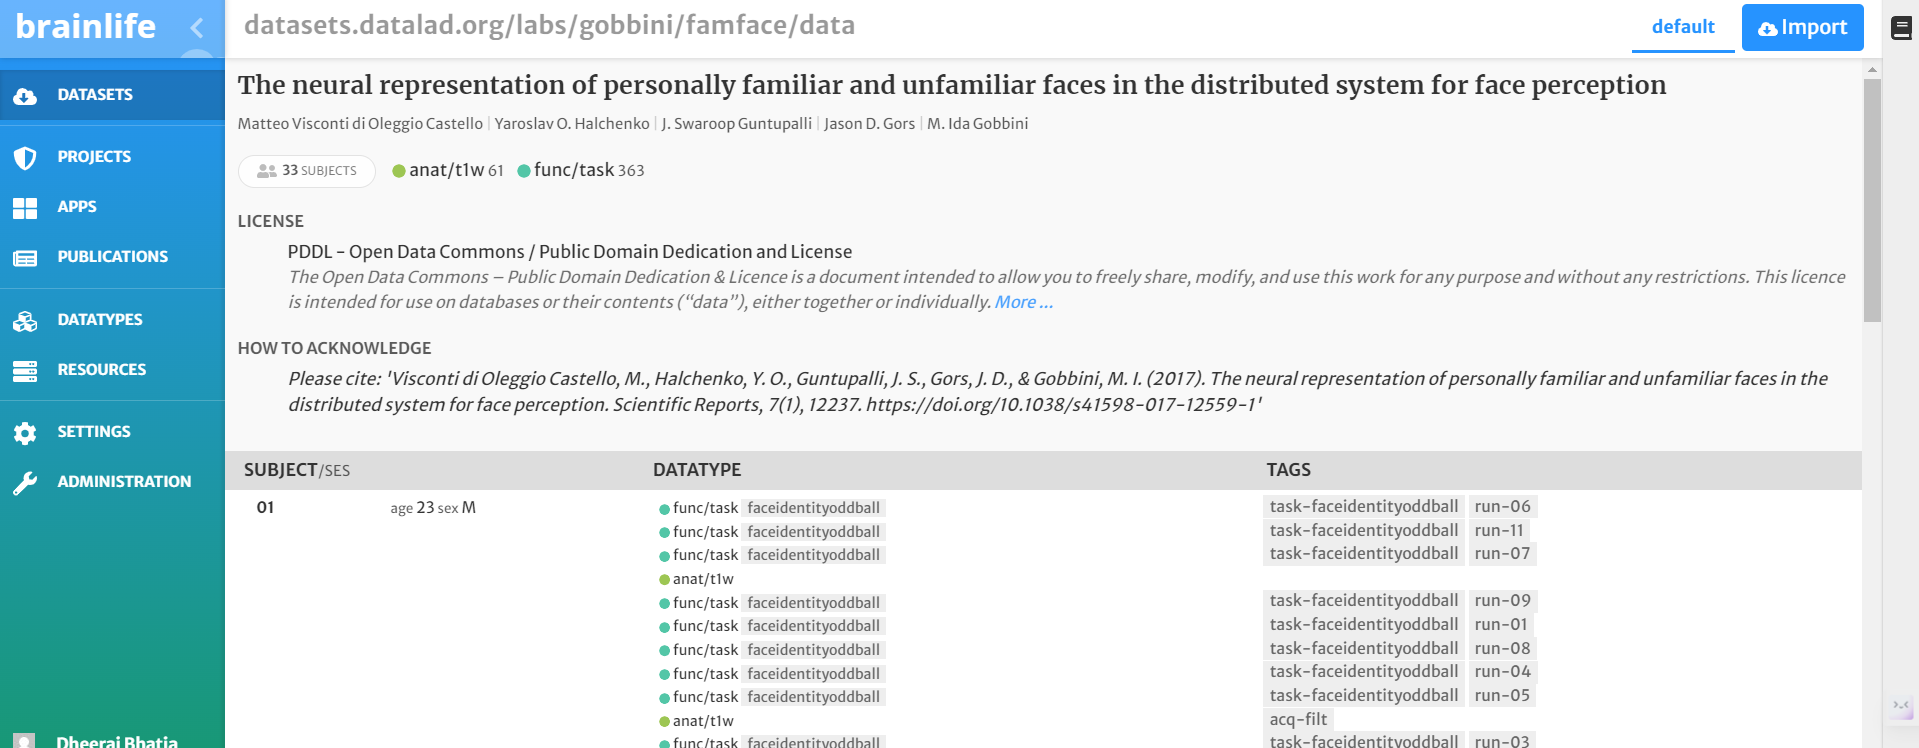 brainlife
datasets.datalad.org/labs/gobbini/famface/data
default
Import
DATASETS
PROJECTS
APPS
PUBLICATIONS
DATATYPES
RESOURCES
SETTINGS
ADMINISTRATION
Dheeraj Bhatia
The neural representation of personally familiar and unfamiliar faces in the distributed system for face perception
Matteo Visconti di Oleggio Castello | Yaroslav O. Halchenko | J. Swaroop Guntupalli | Jason D. Gors | M. Ida Gobbini
33 SUBJECTS anat/t1w 61 func/task 363
LICENSE
PDDL - Open Data Commons / Public Domain Dedication and License
The Open Data Commons – Public Domain Dedication & Licence is a document intended to allow you to freely share, modify, and use this work for any purpose and without any restrictions. This licence
is intended for use on databases or their contents (“data”), either together or individually. More ...
HOW TO ACKNOWLEDGE
Please cite: 'Visconti di Oleggio Castello, M., Halchenko, Y. O., Guntupalli, J. S., Gors, J. D., & Gobbini, M. I. (2017). The neural representation of personally familiar and unfamiliar faces in the
distributed system for face perception. Scientific Reports, 7(1), 12237. https://doi.org/10.1038/s41598-017-12559-1'
SUBJECT/SES DATATYPE TAGS
01 age 23 sex M func/task faceidentityoddball task-faceidentityoddball run-06
func/task faceidentityoddball task-faceidentityoddball run-11
func/task faceidentityoddball task-faceidentityoddball run-07
anat/t1w
func/task faceidentityoddball task-faceidentityoddball run-09
func/task faceidentityoddball task-faceidentityoddball run-01
func/task faceidentityoddball task-faceidentityoddball run-08
func/task faceidentityoddball task-faceidentityoddball run-04
func/task faceidentityoddball task-faceidentityoddball run-05
anat/t1w acq-filt
func/task faceidentityoddball task-faceidentityoddball run-03